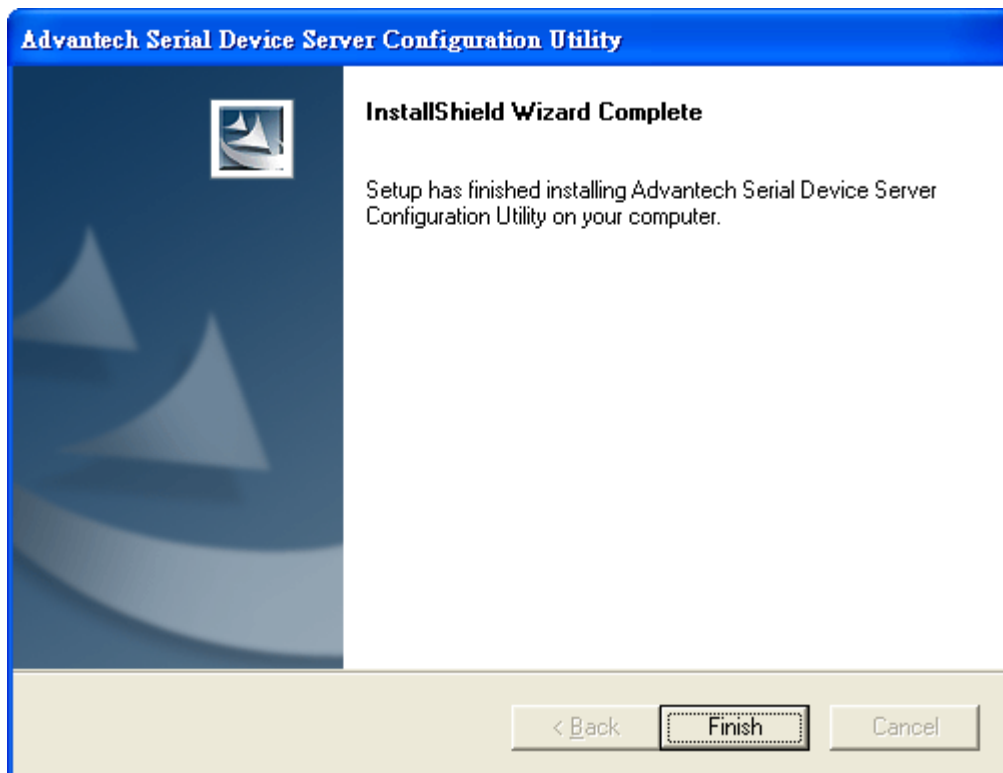 Advantech Serial Device Server Configuration Utility
InstallShield Wizard Complete
Setup has finished installing Advantech Serial Device Server
Configuration Utility on your computer.
< Back
Finish
Cancel